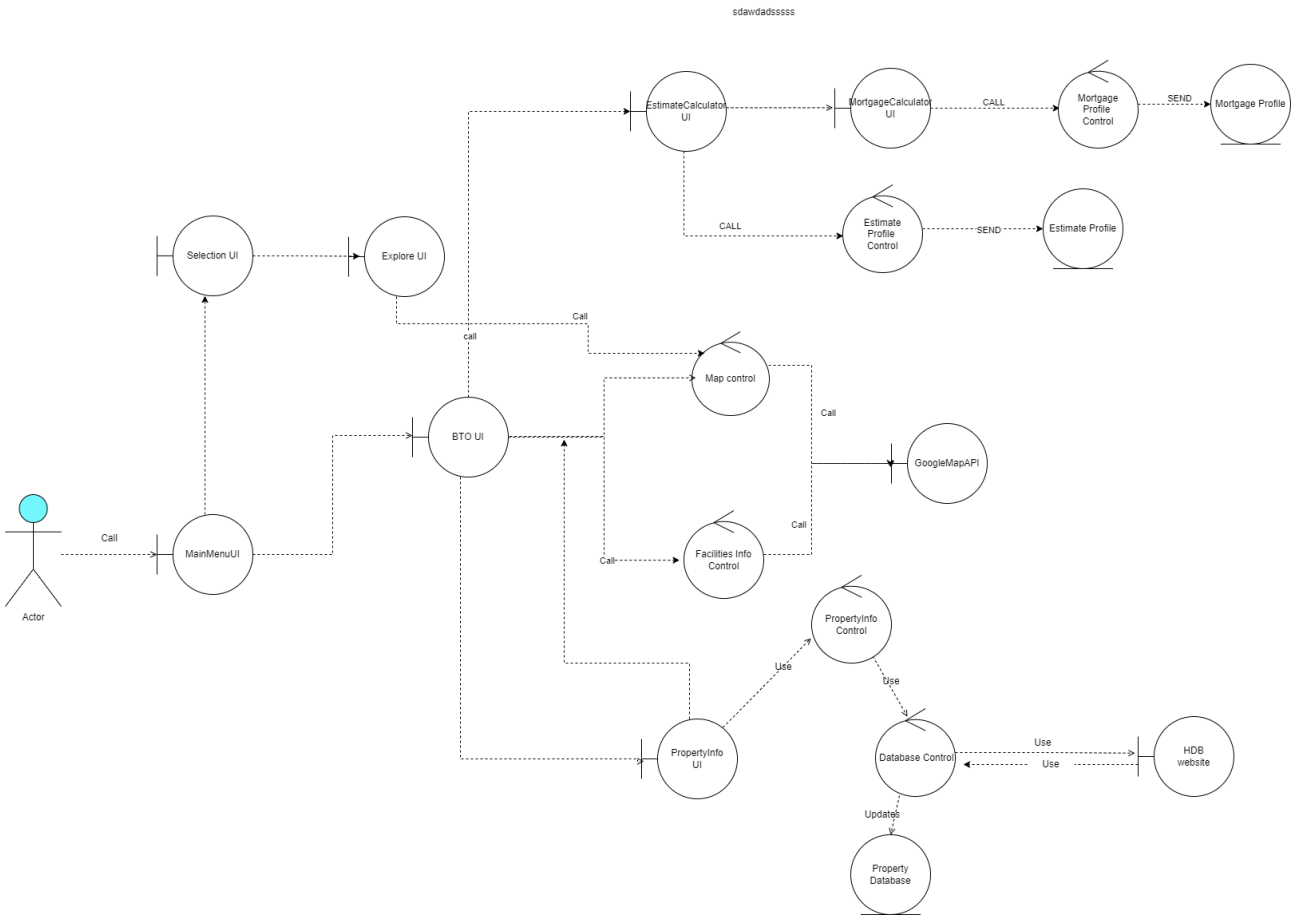 sdawdadsssss
EstimateCalculator
UI
MortgageCalculator
UI
CALL
Mortgage
Profile
Control
SEND
Mortgage Profile
CALL
Estimate
Profile
Control
SEND
Estimate Profile
Selection UI
Explore UI
Call
call
Map control
Call
BTO UI
GoogleMapAPI
Call
Call
MainMenuUI
Call
Facilities Info
Control
Actor
PropertyInfo
Control
Use
Use
PropertyInfo
UI
Database Control
Use
Use
HDB
website
Updates
Property
Database